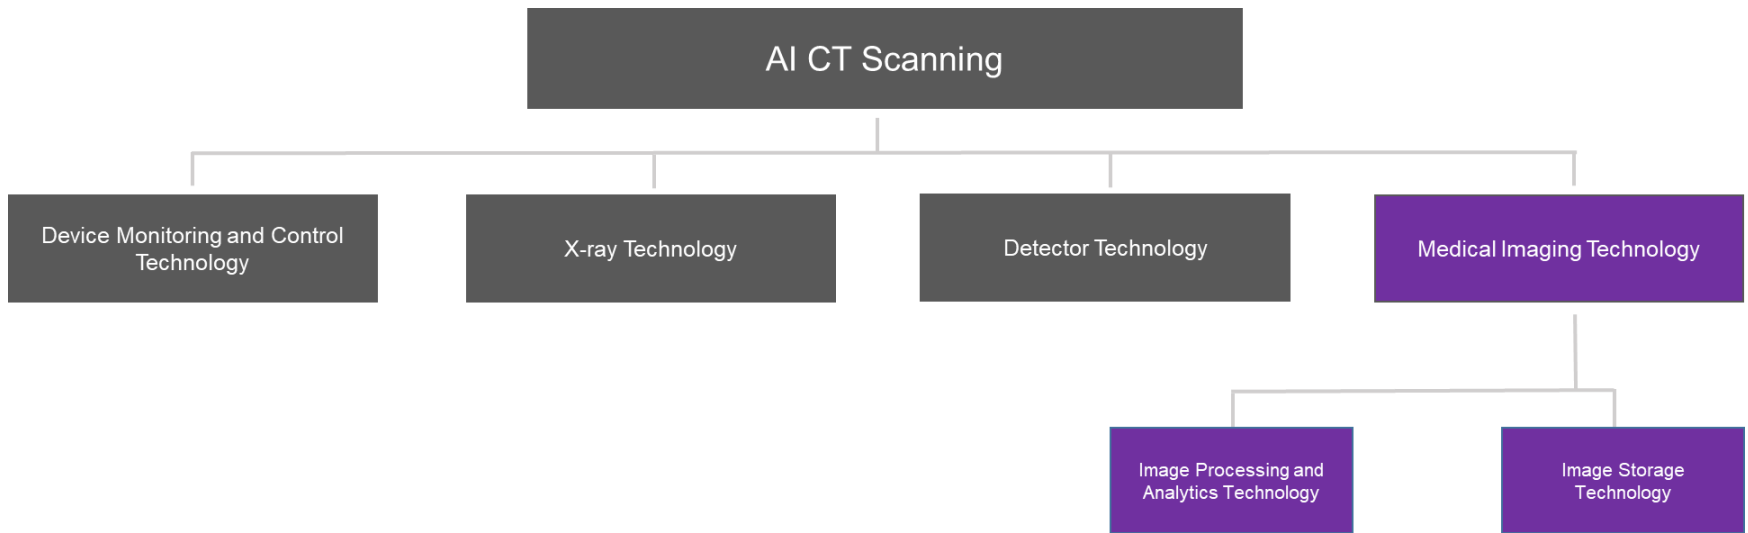 AI CT Scanning
Device Monitoring and Control
Technology
X-ray Technology
Detector Technology
Medical Imaging Technology
Image Processing and
Analytics Technology
Image Storage
Technology